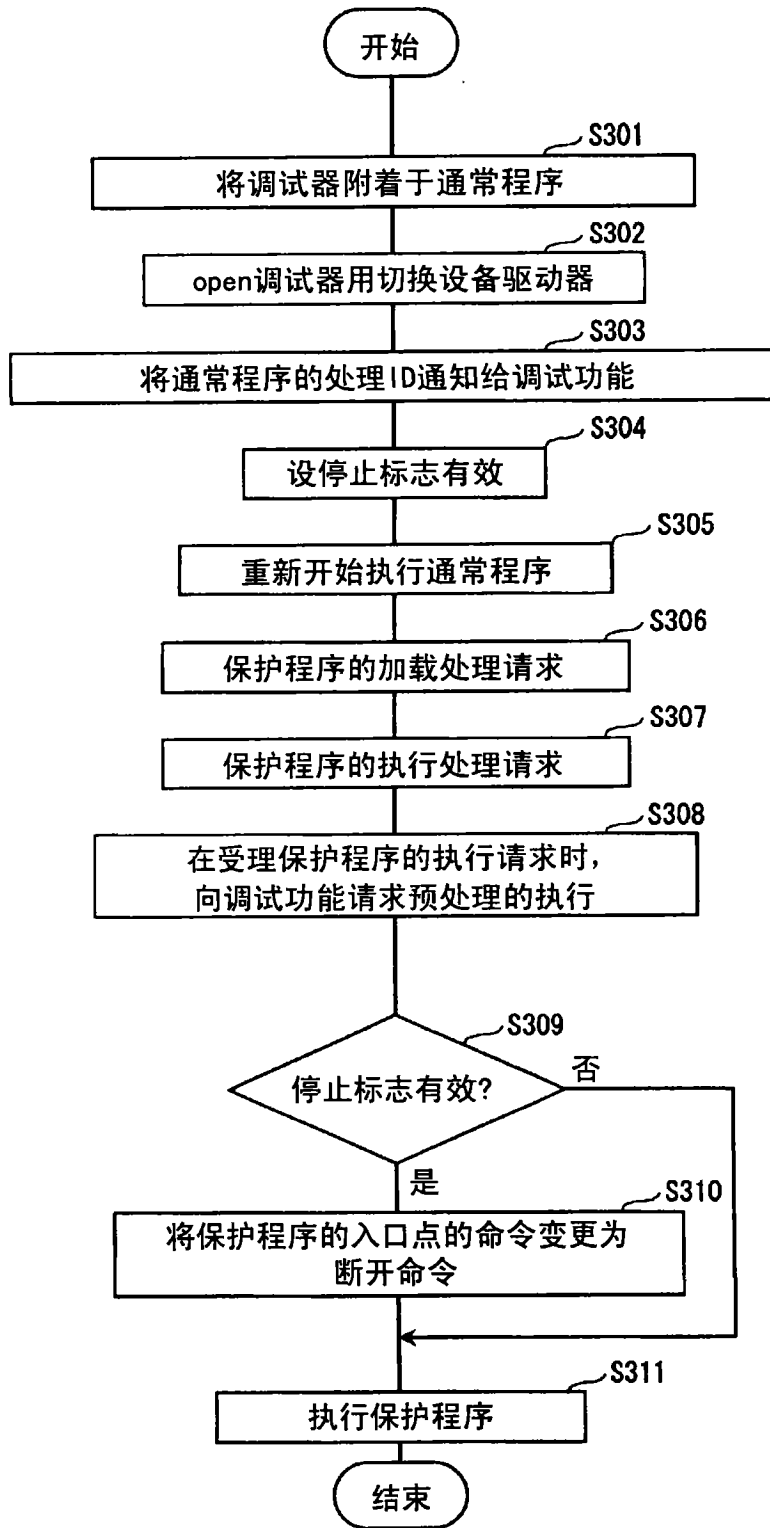 开始
S301
将调试器附着于通常程序
S302
open调试器用切换设备驱动器
S303
将通常程序的处理ID通知给调试功能
S304
设停止标志有效
S305
重新开始执行通常程序
S306
保护程序的加载处理请求
S307
保护程序的执行处理请求
S308
在受理保护程序的执行请求时，
向调试功能请求预处理的执行
S309
停止标志有效?
否
是
S310
将保护程序的入口点的命令变更为
断开命令
S311
执行保护程序
结束